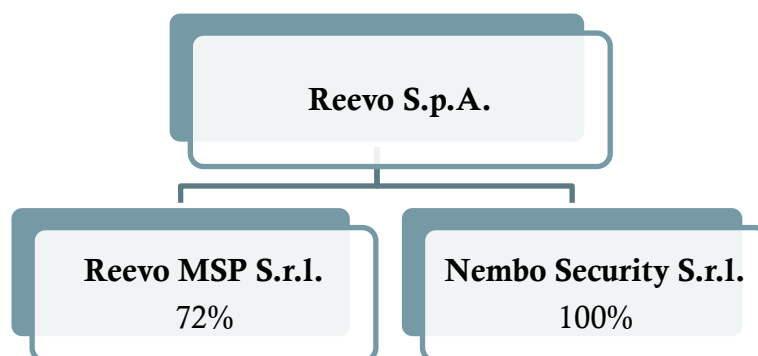 Reevo S.p.A.
Reevo MSP S.r.l.
72%
Nembo Security S.r.l.
100%